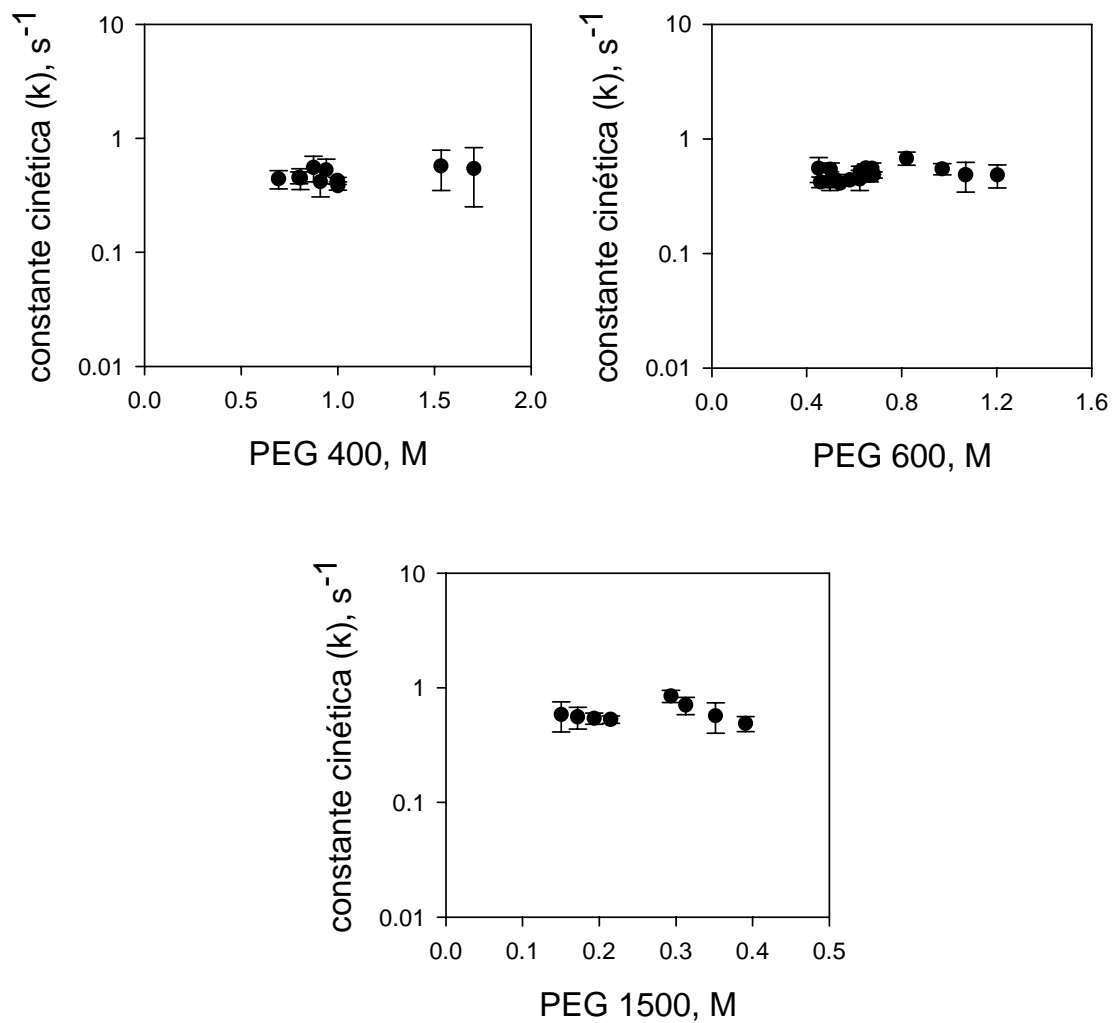 constante cinética (k), s-1
10
1
0.1
0.01
0.0 0.5 1.0 1.5 2.0
PEG 400, M
constante cinética (k), s-1
10
1
0.1
0.01
0.0 0.4 0.8 1.2 1.6
PEG 600, M
constante cinética (k), s-1
10
1
0.1
0.01
0.0 0.1 0.2 0.3 0.4 0.5
PEG 1500, M